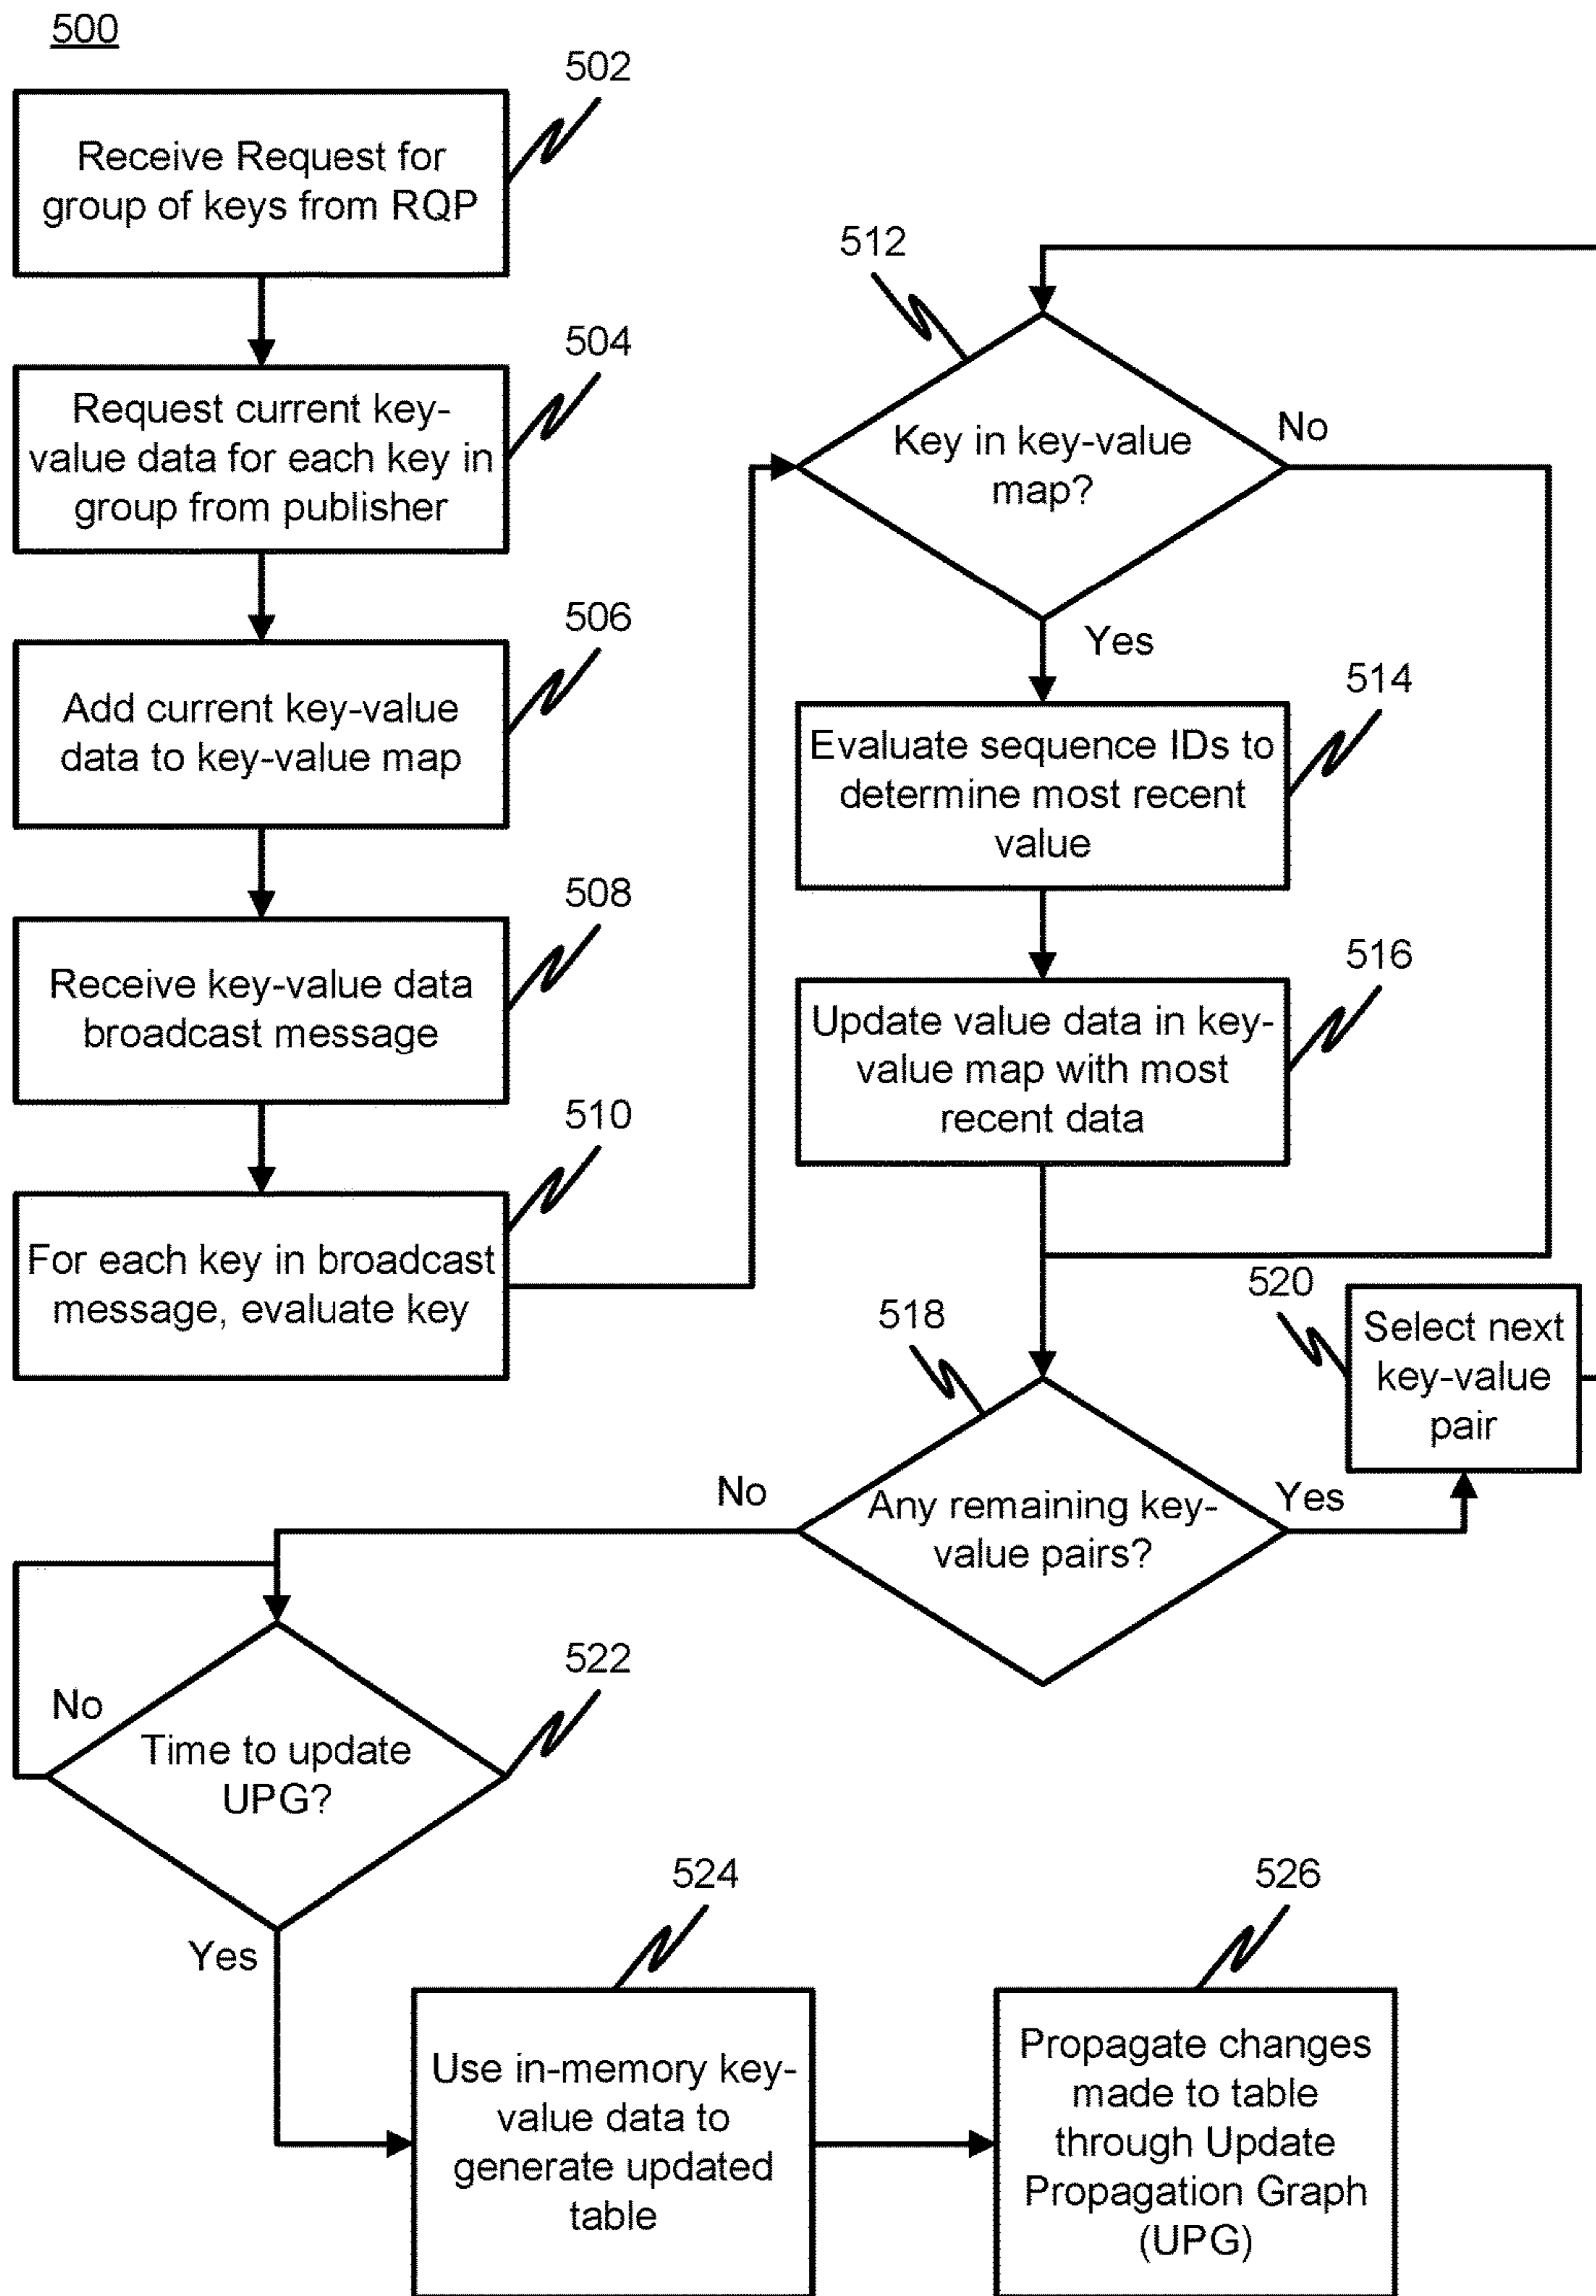 500
502
Receive Request for
group of keys from RQP
504
Request current key-
value data for each key in
group from publisher
506
Add current key-value
data to key-value map
508
Receive key-value data
broadcast message
510
For each key in broadcast
message, evaluate key
512
Key in key-value
map?
No
Yes
514
Evaluate sequence IDs to
determine most recent
value
516
Update value data in key-
value map with most
recent data
518
Any remaining key-
value pairs?
Yes
No
520
Select next
key-value
pair
522
Time to update
UPG?
No
Yes
524
Use in-memory key-
value data to
generate updated
table
526
Propagate changes
made to table
through Update
Propagation Graph
(UPG)